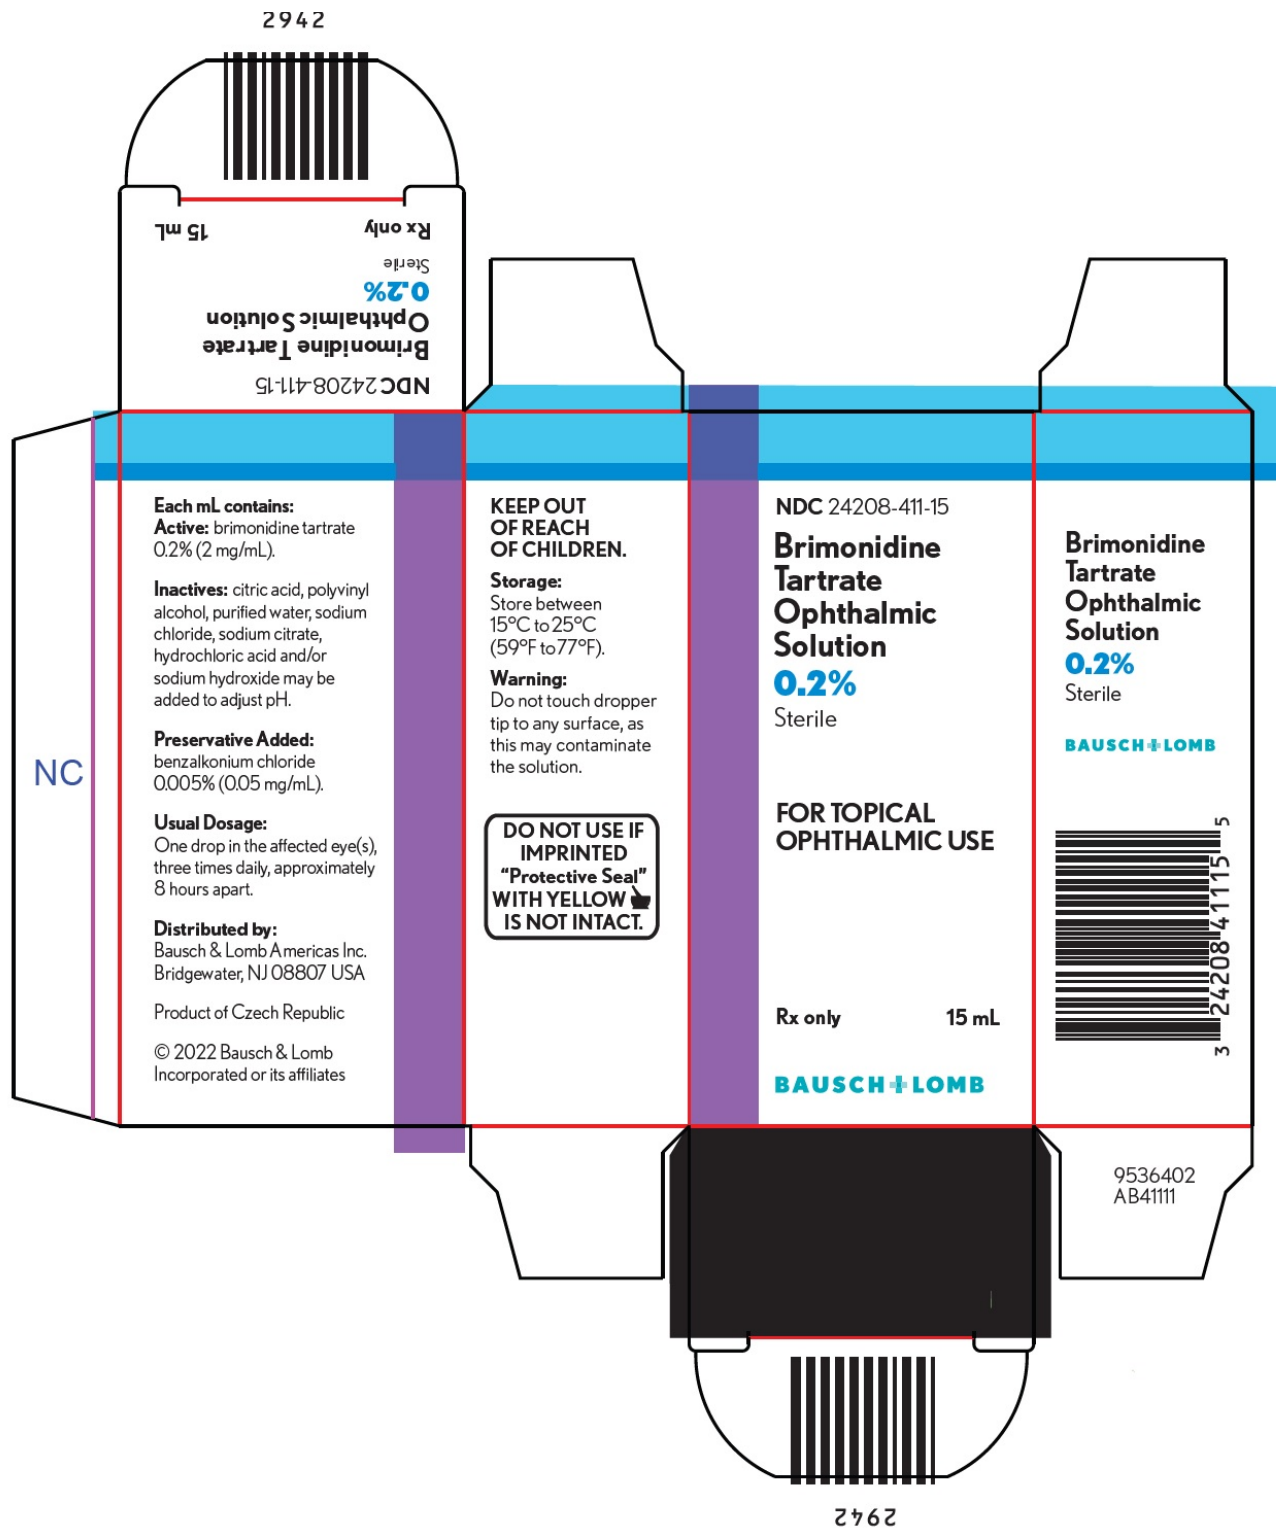 2942
NDC 24208-411-15
Brimonidine Tartrate
Ophthalmic Solution
0.2%
Sterile
Rx only 15 mL
NC
Each mL contains:
Active: brimonidine tartrate
0.2% (2 mg/mL).
Inactives: citric acid, polyvinyl
alcohol, purified water, sodium
chloride, sodium citrate,
hydrochloric acid and/or
sodium hydroxide may be
added to adjust pH.
Preservative Added:
benzalkonium chloride
0.005% (0.05 mg/mL).
Usual Dosage:
One drop in the affected eye(s),
three times daily, approximately
8 hours apart.
Distributed by:
Bausch & Lomb Americas Inc.
Bridgewater, NJ 08807 USA
Product of Czech Republic
© 2022 Bausch & Lomb
Incorporated or its affiliates
KEEP OUT
OF REACH
OF CHILDREN.
Storage:
Store between
15°C to 25°C
(59°F to 77°F).
Warning:
Do not touch dropper
tip to any surface, as
this may contaminate
the solution.
DO NOT USE IF
IMPRINTED
“Protective Seal”
WITH YELLOW
IS NOT INTACT.
NDC 24208-411-15
Brimonidine
Tartrate
Ophthalmic
Solution
0.2%
Sterile
FOR TOPICAL
OPHTHALMIC USE
Rx only 15 mL
BAUSCH+LOMB
Brimonidine
Tartrate
Ophthalmic
Solution
0.2%
Sterile
BAUSCH+LOMB
3 24208 41115 5
9536402
AB41111
2942